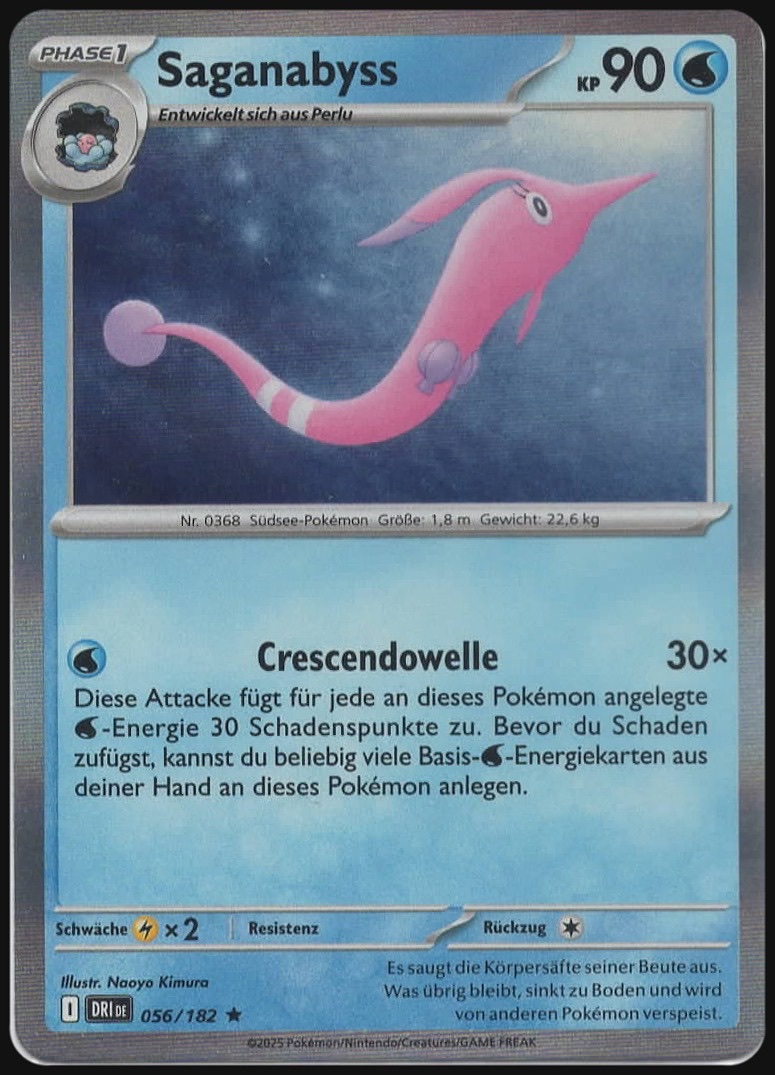 PHASE 1
Saganabyss
KP 90
Entwickelt sich aus Perlu
Nr. 0368 Südsee-Pokémon Größe: 1,8 m Gewicht: 22,6 kg
Crescendowelle 30×
Diese Attacke fügt für jede an dieses Pokémon angelegte
-Energie 30 Schadenspunkte zu. Bevor du Schaden
zufügst, kannst du beliebig viele Basis- -Energiekarten aus
deiner Hand an dieses Pokémon anlegen.
Schwäche ×2 Resistenz Rückzug
Illustr. Naoyo Kimura
I DRI DE 056/182 ★
Es saugt die Körpersäfte seiner Beute aus.
Was übrig bleibt, sinkt zu Boden und wird
von anderen Pokémon verspeist.
©2025 Pokémon/Nintendo/Creatures/GAME FREAK